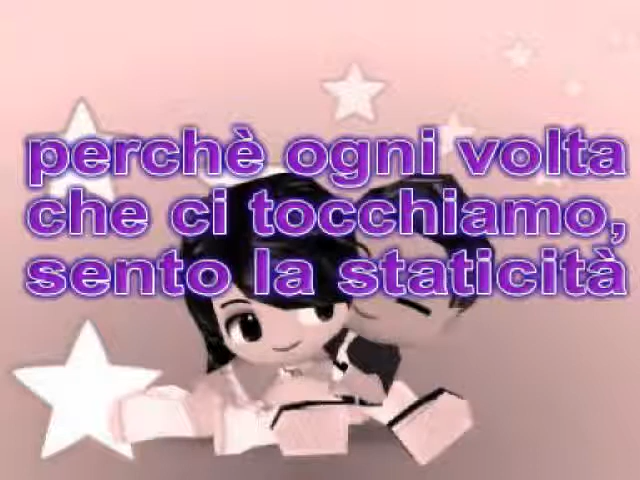 perchè ogni volta
che ci tocchiamo,
sento la staticità